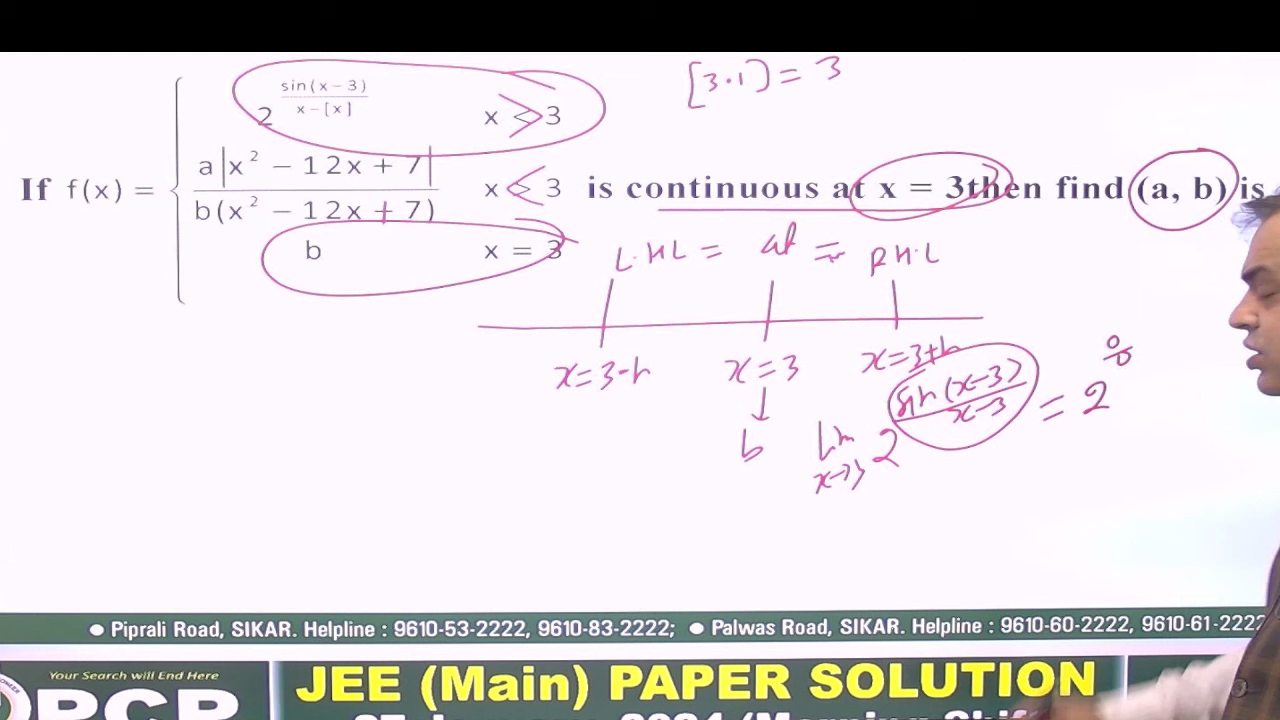 [3.1] = 3
2^(sin(x − 3) / (x − [x])) x > 3
If f(x) = { a|x² − 12x + 7| / b(x² − 12x + 7) x < 3 is continuous at x = 3 then find (a, b) is
b x = 3
L.HL = at = R H.L
x = 3-h x = 3 x = 3+h
b lim x→3 2^(sin(x-3) / (x-3)) = 2^(0/0)
● Piprali Road, SIKAR. Helpline : 9610-53-2222, 9610-83-2222; ● Palwas Road, SIKAR. Helpline : 9610-60-2222, 9610-61-2222
Your Search will End Here
PCP
JEE (Main) PAPER SOLUTION